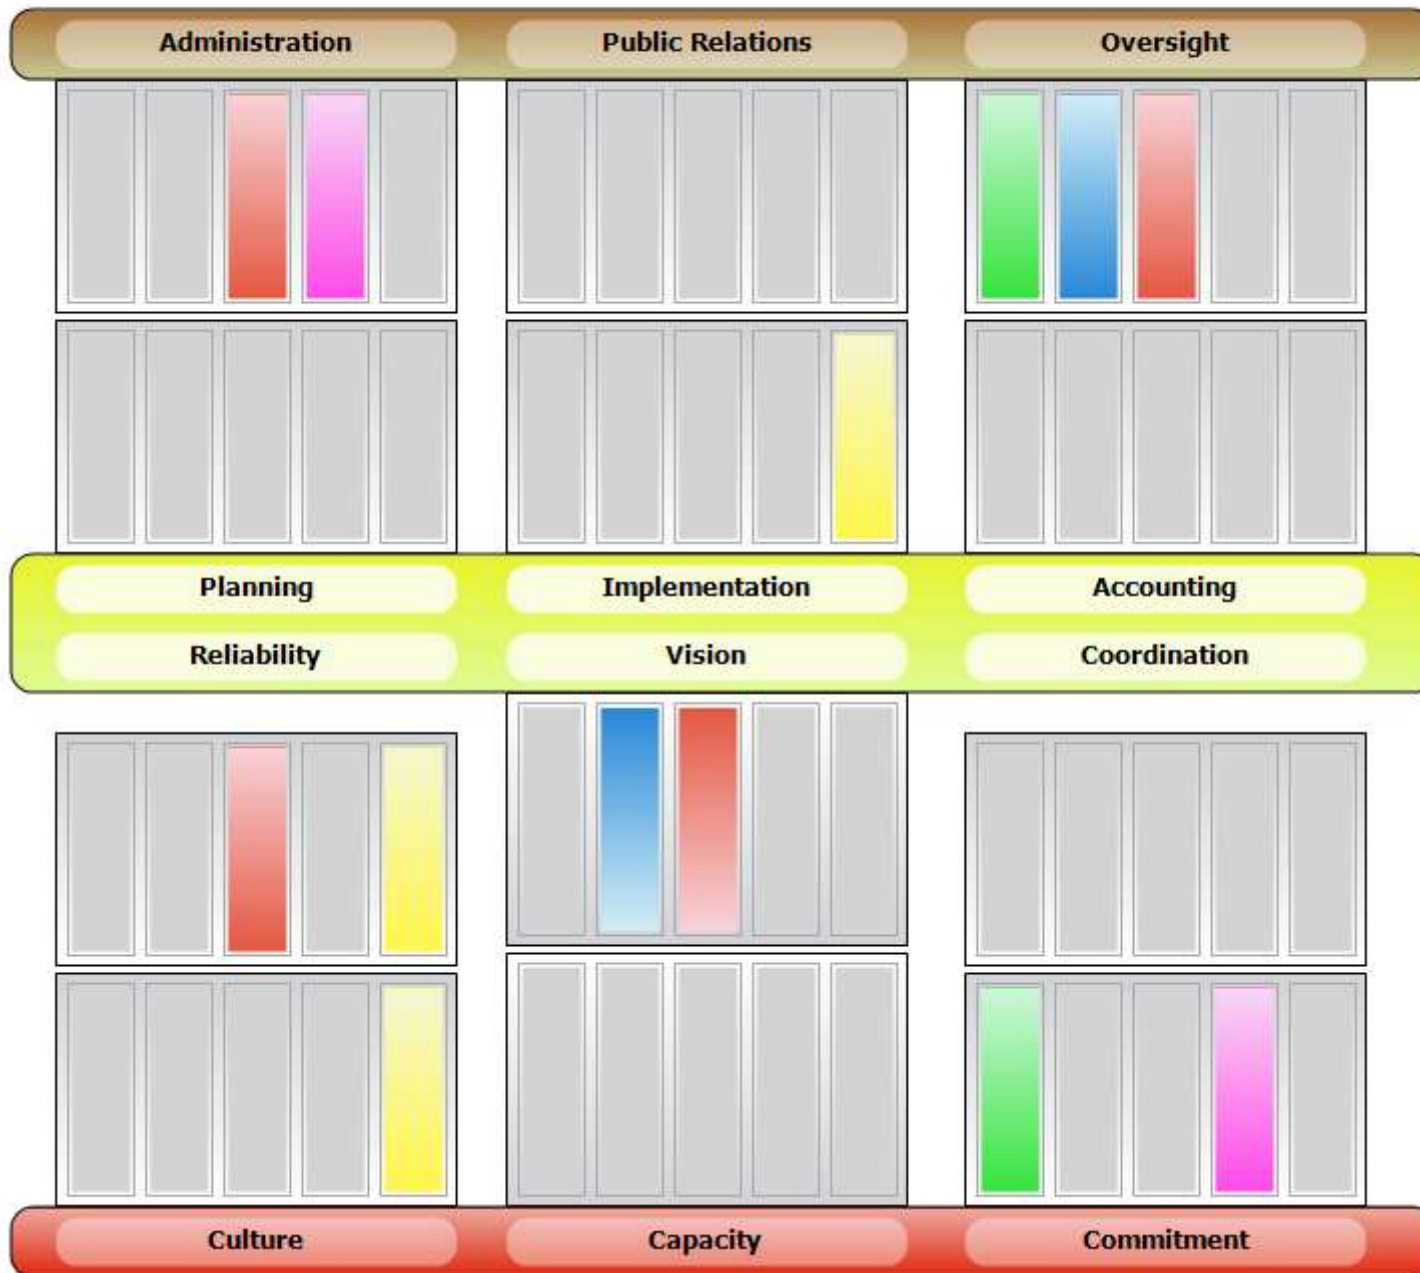 Administration Public Relations Oversight
Planning Implementation Accounting
Reliability Vision Coordination
Culture Capacity Commitment